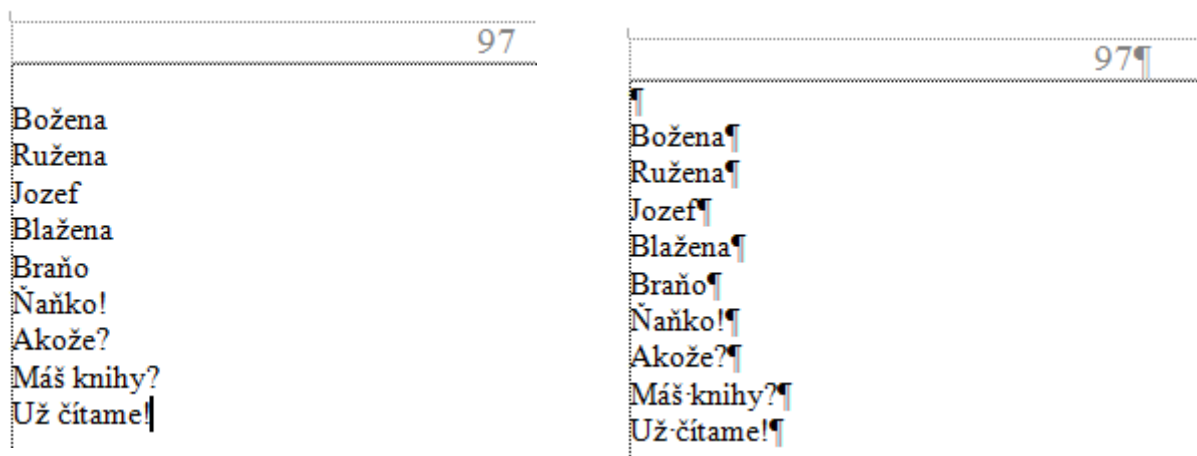 97
Božena
Ružena
Jozef
Blažena
Braňo
Ňaňko!
Akože?
Máš knihy?
Už čítame!
97¶
¶
Božena¶
Ružena¶
Jozef¶
Blažena¶
Braňo¶
Ňaňko!¶
Akože?¶
Máš·knihy?¶
Už·čítame!¶